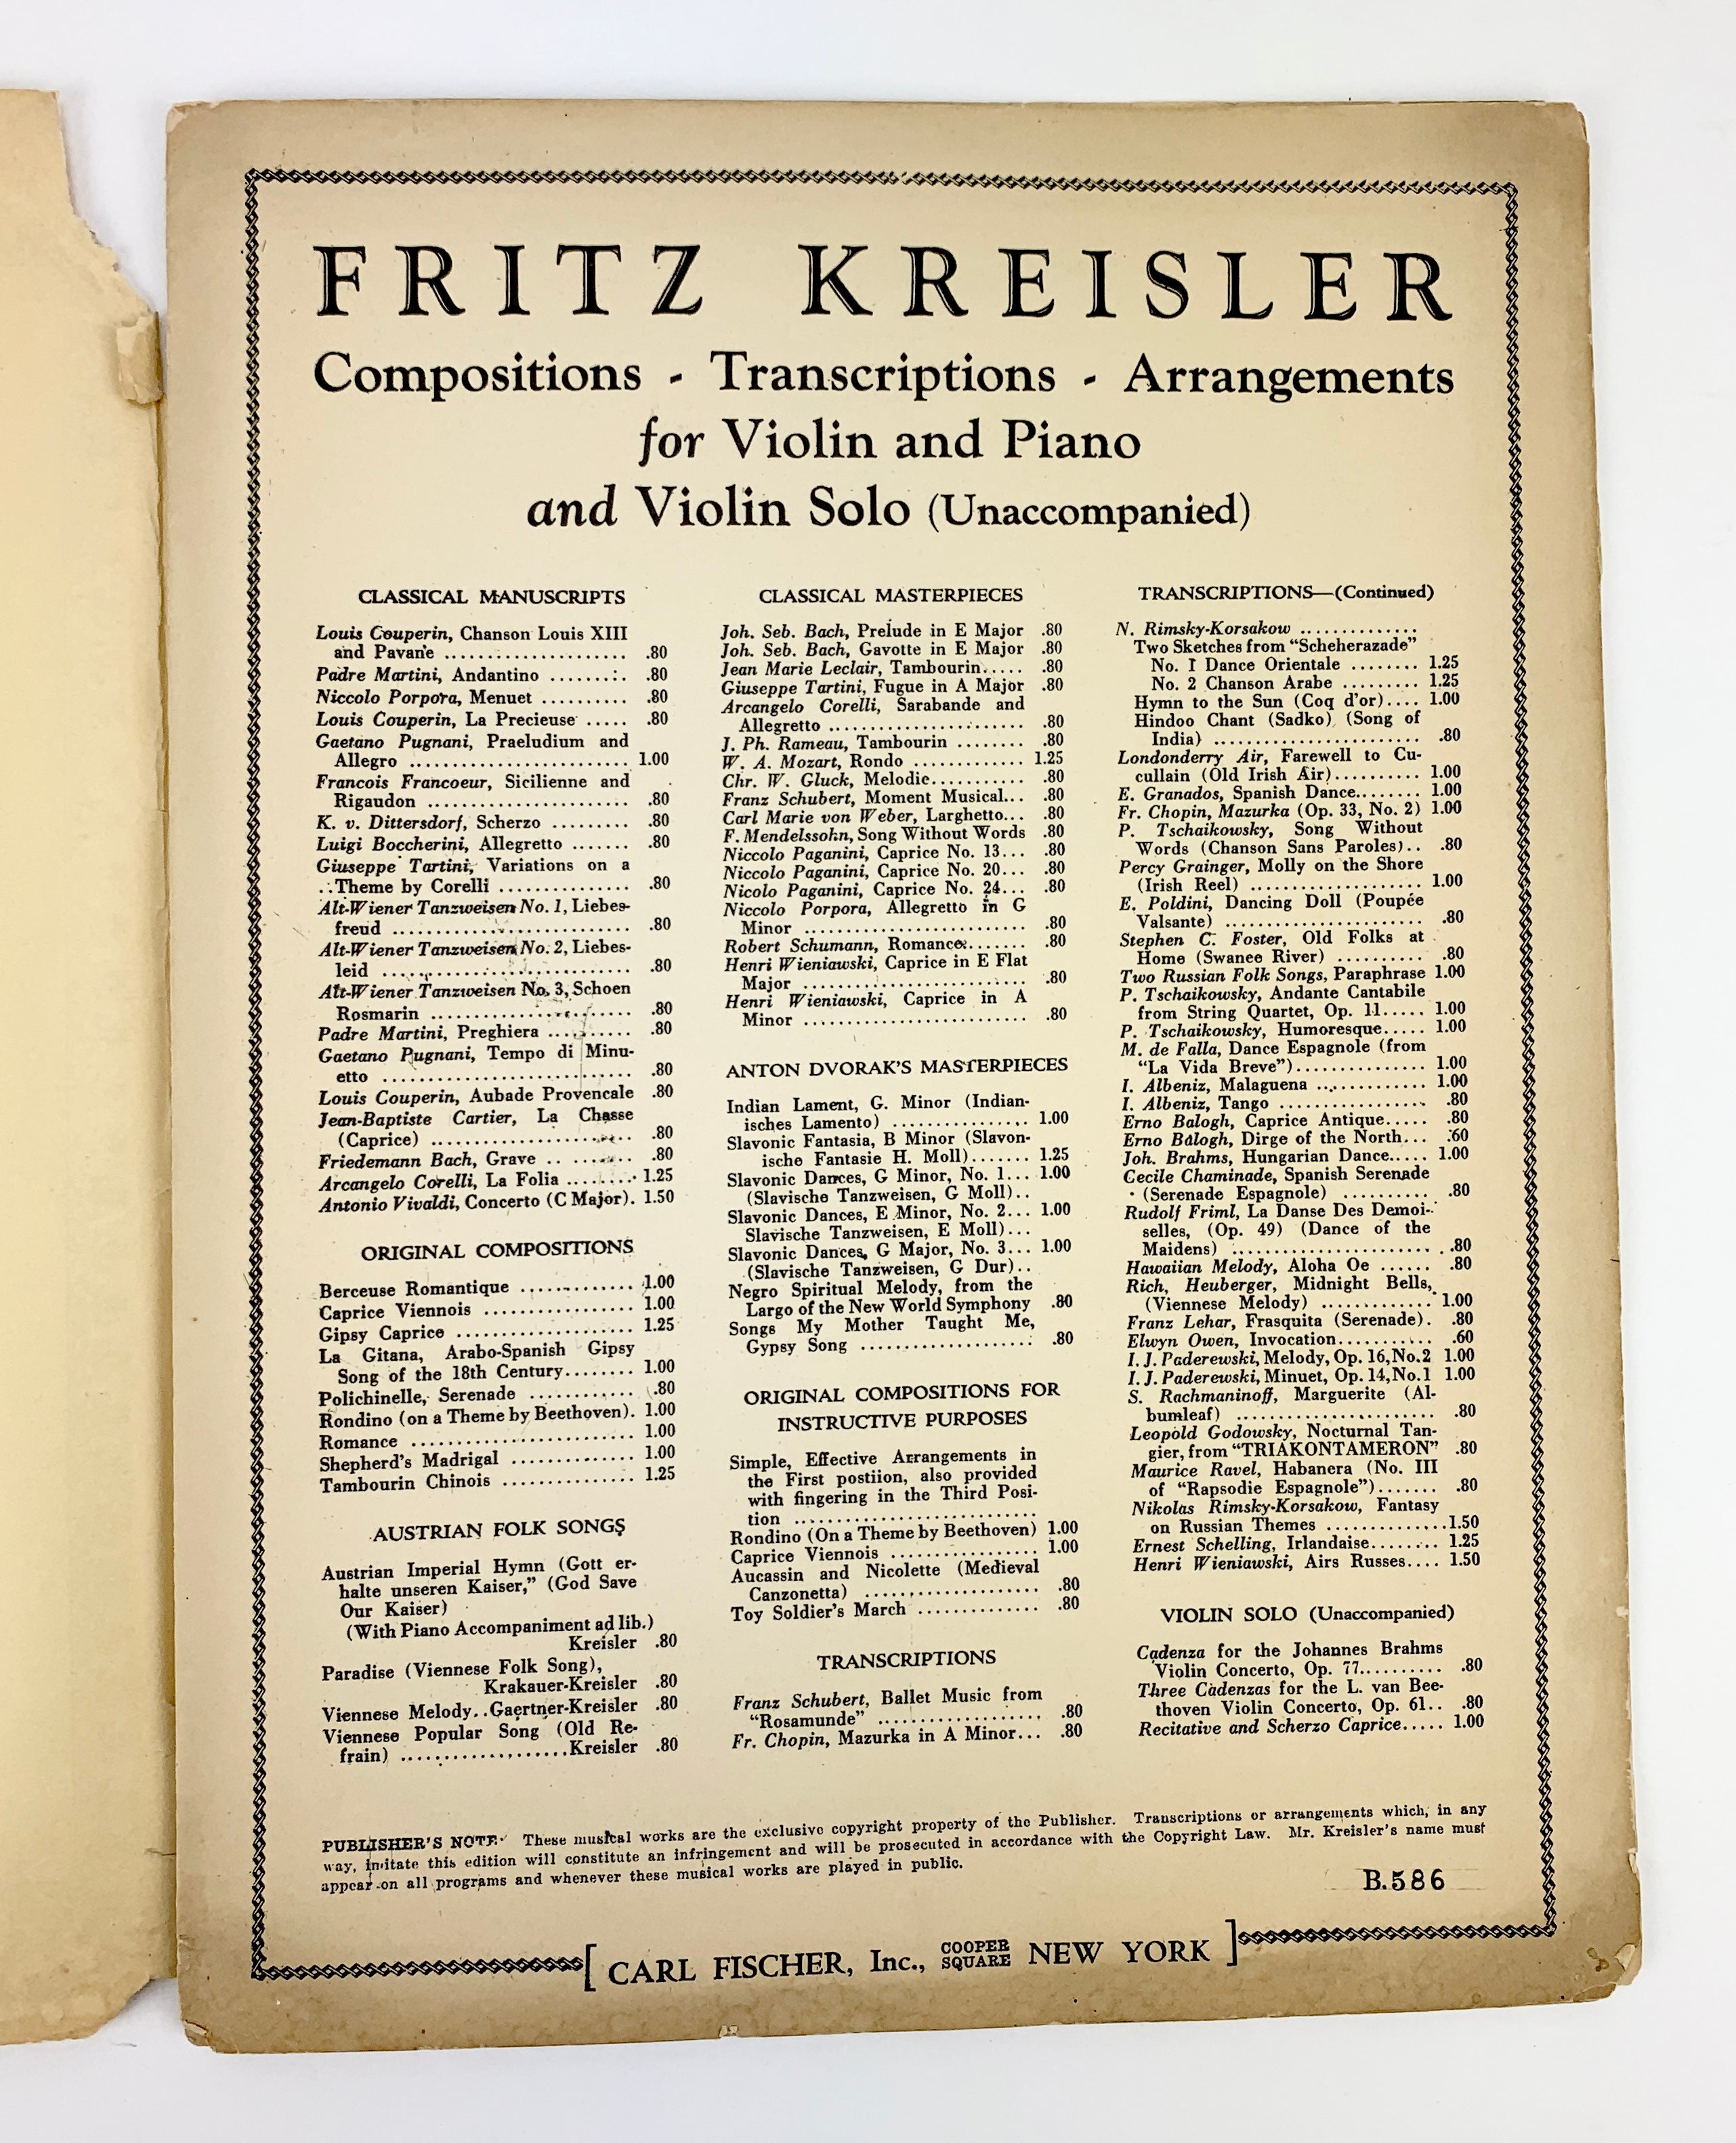 FRITZ KREISLER
Compositions - Transcriptions - Arrangements
for Violin and Piano
and Violin Solo (Unaccompanied)
CLASSICAL MANUSCRIPTS
Louis Couperin, Chanson Louis XIII
and Pavane ..................... .80
Padre Martini, Andantino ......... .80
Niccolo Porpora, Menuet .......... .80
Louis Couperin, La Precieuse ..... .80
Gaetano Pugnani, Praeludium and
Allegro ......................... 1.00
Francois Francoeur, Sicilienne and
Rigaudon ....................... .80
K. v. Dittersdorf, Scherzo ......... .80
Luigi Boccherini, Allegretto ....... .80
Giuseppe Tartini, Variations on a
Theme by Corelli ............... .80
Alt-Wiener Tanzweisen No. 1, Liebes-
freud ........................... .80
Alt-Wiener Tanzweisen No. 2, Liebes-
leid ............................. .80
Alt-Wiener Tanzweisen No. 3, Schoen
Rosmarin ....................... .80
Padre Martini, Preghiera .......... .80
Gaetano Pugnani, Tempo di Minu-
etto ............................. .80
Louis Couperin, Aubade Provencale .80
Jean-Baptiste Cartier, La Chasse
(Caprice) ....................... .80
Friedemann Bach, Grave .. ....... .80
Arcangelo Corelli, La Folia ........ 1.25
Antonio Vivaldi, Concerto (C Major). 1.50
ORIGINAL COMPOSITIONS
Berceuse Romantique ............. 1.00
Caprice Viennois ................. 1.00
Gipsy Caprice .................... 1.25
La Gitana, Arabo-Spanish Gipsy
Song of the 18th Century........ 1.00
Polichinelle, Serenade ............ .80
Rondino (on a Theme by Beethoven). 1.00
Romance ......................... 1.00
Shepherd's Madrigal .............. 1.00
Tambourin Chinois ............... 1.25
AUSTRIAN FOLK SONGS
Austrian Imperial Hymn (Gott er-
halte unseren Kaiser," (God Save
Our Kaiser)
(With Piano Accompaniment ad lib.)
Kreisler .80
Paradise (Viennese Folk Song),
Krakauer-Kreisler .80
Viennese Melody..Gaertner-Kreisler .80
Viennese Popular Song (Old Re-
frain) ...................Kreisler .80
CLASSICAL MASTERPIECES
Joh. Seb. Bach, Prelude in E Major .80
Joh. Seb. Bach, Gavotte in E Major .80
Jean Marie Leclair, Tambourin..... .80
Giuseppe Tartini, Fugue in A Major .80
Arcangelo Corelli, Sarabande and
Allegretto ...................... .80
J. Ph. Rameau, Tambourin ........ .80
W. A. Mozart, Rondo ............. 1.25
Chr. W. Gluck, Melodie........... .80
Franz Schubert, Moment Musical... .80
Carl Marie von Weber, Larghetto... .80
F. Mendelssohn, Song Without Words .80
Niccolo Paganini, Caprice No. 13... .80
Niccolo Paganini, Caprice No. 20... .80
Nicolo Paganini, Caprice No. 24... .80
Niccolo Porpora, Allegretto in G
Minor ......................... .80
Robert Schumann, Romance........ .80
Henri Wieniawski, Caprice in E Flat
Major ......................... .80
Henri Wieniawski, Caprice in A
Minor ......................... .80
ANTON DVORAK'S MASTERPIECES
Indian Lament, G. Minor (Indian-
isches Lamento) ................ 1.00
Slavonic Fantasia, B Minor (Slavon-
ische Fantasie H. Moll)....... 1.25
Slavonic Dances, G Minor, No. 1... 1.00
(Slavische Tanzweisen, G Moll)..
Slavonic Dances, E Minor, No. 2... 1.00
Slavische Tanzweisen, E Moll)...
Slavonic Dances, G Major, No. 3... 1.00
(Slavische Tanzweisen, G Dur)..
Negro Spiritual Melody, from the
Largo of the New World Symphony .80
Songs My Mother Taught Me,
Gypsy Song .................... .80
ORIGINAL COMPOSITIONS FOR
INSTRUCTIVE PURPOSES
Simple, Effective Arrangements in
the First postiion, also provided
with fingering in the Third Posi-
tion ............................
Rondino (On a Theme by Beethoven) 1.00
Caprice Viennois ................. 1.00
Aucassin and Nicolette (Medieval
Canzonetta) .................... .80
Toy Soldier's March .............. .80
TRANSCRIPTIONS
Franz Schubert, Ballet Music from
"Rosamunde" ................... .80
Fr. Chopin, Mazurka in A Minor... .80
TRANSCRIPTIONS—(Continued)
N. Rimsky-Korsakow ..............
Two Sketches from "Scheherazade"
No. 1 Dance Orientale ........ 1.25
No. 2 Chanson Arabe ......... 1.25
Hymn to the Sun (Coq d'or).... 1.00
Hindoo Chant (Sadko) (Song of
India) ........................ .80
Londonderry Air, Farewell to Cu-
cullain (Old Irish Air).......... 1.00
E. Granados, Spanish Dance........ 1.00
Fr. Chopin, Mazurka (Op. 33, No. 2) 1.00
P. Tschaikowsky, Song Without
Words (Chanson Sans Paroles).. .80
Percy Grainger, Molly on the Shore
(Irish Reel) .................... 1.00
E. Poldini, Dancing Doll (Poupée
Valsante) ...................... .80
Stephen C. Foster, Old Folks at
Home (Swanee River) .......... .80
Two Russian Folk Songs, Paraphrase 1.00
P. Tschaikowsky, Andante Cantabile
from String Quartet, Op. 11..... 1.00
P. Tschaikowsky, Humoresque..... 1.00
M. de Falla, Dance Espagnole (from
"La Vida Breve")............... 1.00
I. Albeniz, Malaguena ............. 1.00
I. Albeniz, Tango ................. .80
Erno Balogh, Caprice Antique..... .80
Erno Balogh, Dirge of the North... .60
Joh. Brahms, Hungarian Dance..... 1.00
Cecile Chaminade, Spanish Serenade
(Serenade Espagnole) .......... .80
Rudolf Friml, La Danse Des Demoi-
selles, (Op. 49) (Dance of the
Maidens) ....................... .80
Hawaiian Melody, Aloha Oe ...... .80
Rich, Heuberger, Midnight Bells,
(Viennese Melody) ............. 1.00
Franz Lehar, Frasquita (Serenade). .80
Elwyn Owen, Invocation........... .60
I. J. Paderewski, Melody, Op. 16, No. 2 1.00
I. J. Paderewski, Minuet, Op. 14, No. 1 1.00
S. Rachmaninoff, Marguerite (Al-
bumleaf) ....................... .80
Leopold Godowsky, Nocturnal Tan-
gier, from "TRIAKONTAMERON" .80
Maurice Ravel, Habanera (No. III
of "Rapsodie Espagnole")....... .80
Nikolas Rimsky-Korsakow, Fantasy
on Russian Themes ..............1.50
Ernest Schelling, Irlandaise........ 1.25
Henri Wieniawski, Airs Russes.... 1.50
VIOLIN SOLO (Unaccompanied)
Cadenza for the Johannes Brahms
Violin Concerto, Op. 77.......... .80
Three Cadenzas for the L. van Bee-
thoven Violin Concerto, Op. 61.. .80
Recitative and Scherzo Caprice..... 1.00
PUBLISHER'S NOTE These musical works are the exclusive copyright property of the Publisher. Transcriptions or arrangements which, in any
way, imitate this edition will constitute an infringement and will be prosecuted in accordance with the Copyright Law. Mr. Kreisler's name must
appear on all programs and whenever these musical works are played in public.
B.586
[CARL FISCHER, Inc., COOPER SQUARE NEW YORK]